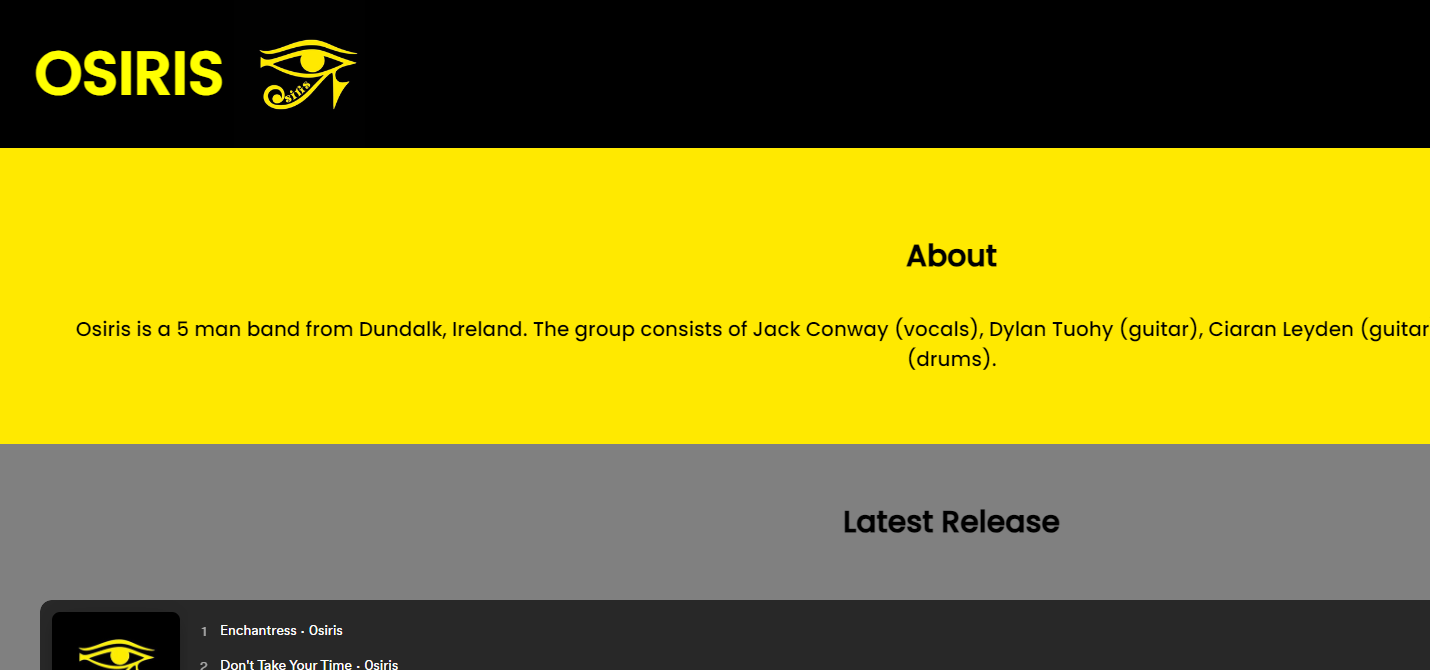 OSIRIS
Osiris
About
Osiris is a 5 man band from Dundalk, Ireland. The group consists of Jack Conway (vocals), Dylan Tuohy (guitar), Ciaran Leyden (guitar
(drums).
Latest Release
1 Enchantress · Osiris
2 Don't Take Your Time · Osiris